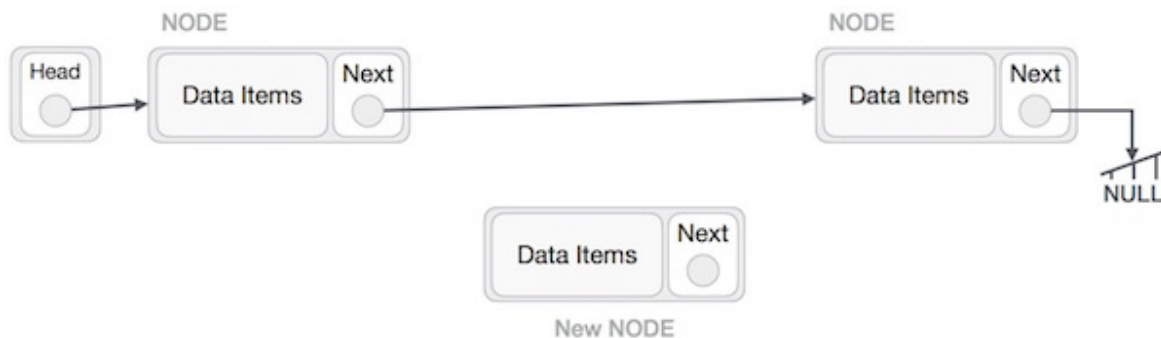 NODE
NODE
Head
Data Items
Next
Data Items
Next
NULL
Data Items
Next
New NODE